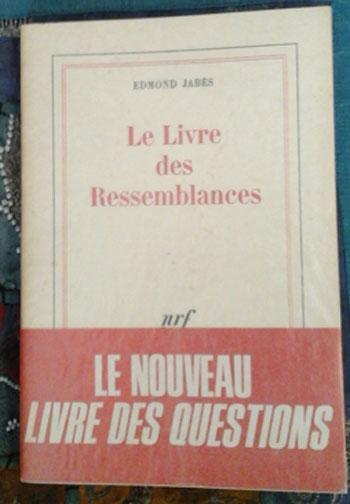 EDMOND JABÈS
Le Livre
des
Ressemblances
nrf
LE NOUVEAU
LIVRE DES QUESTIONS